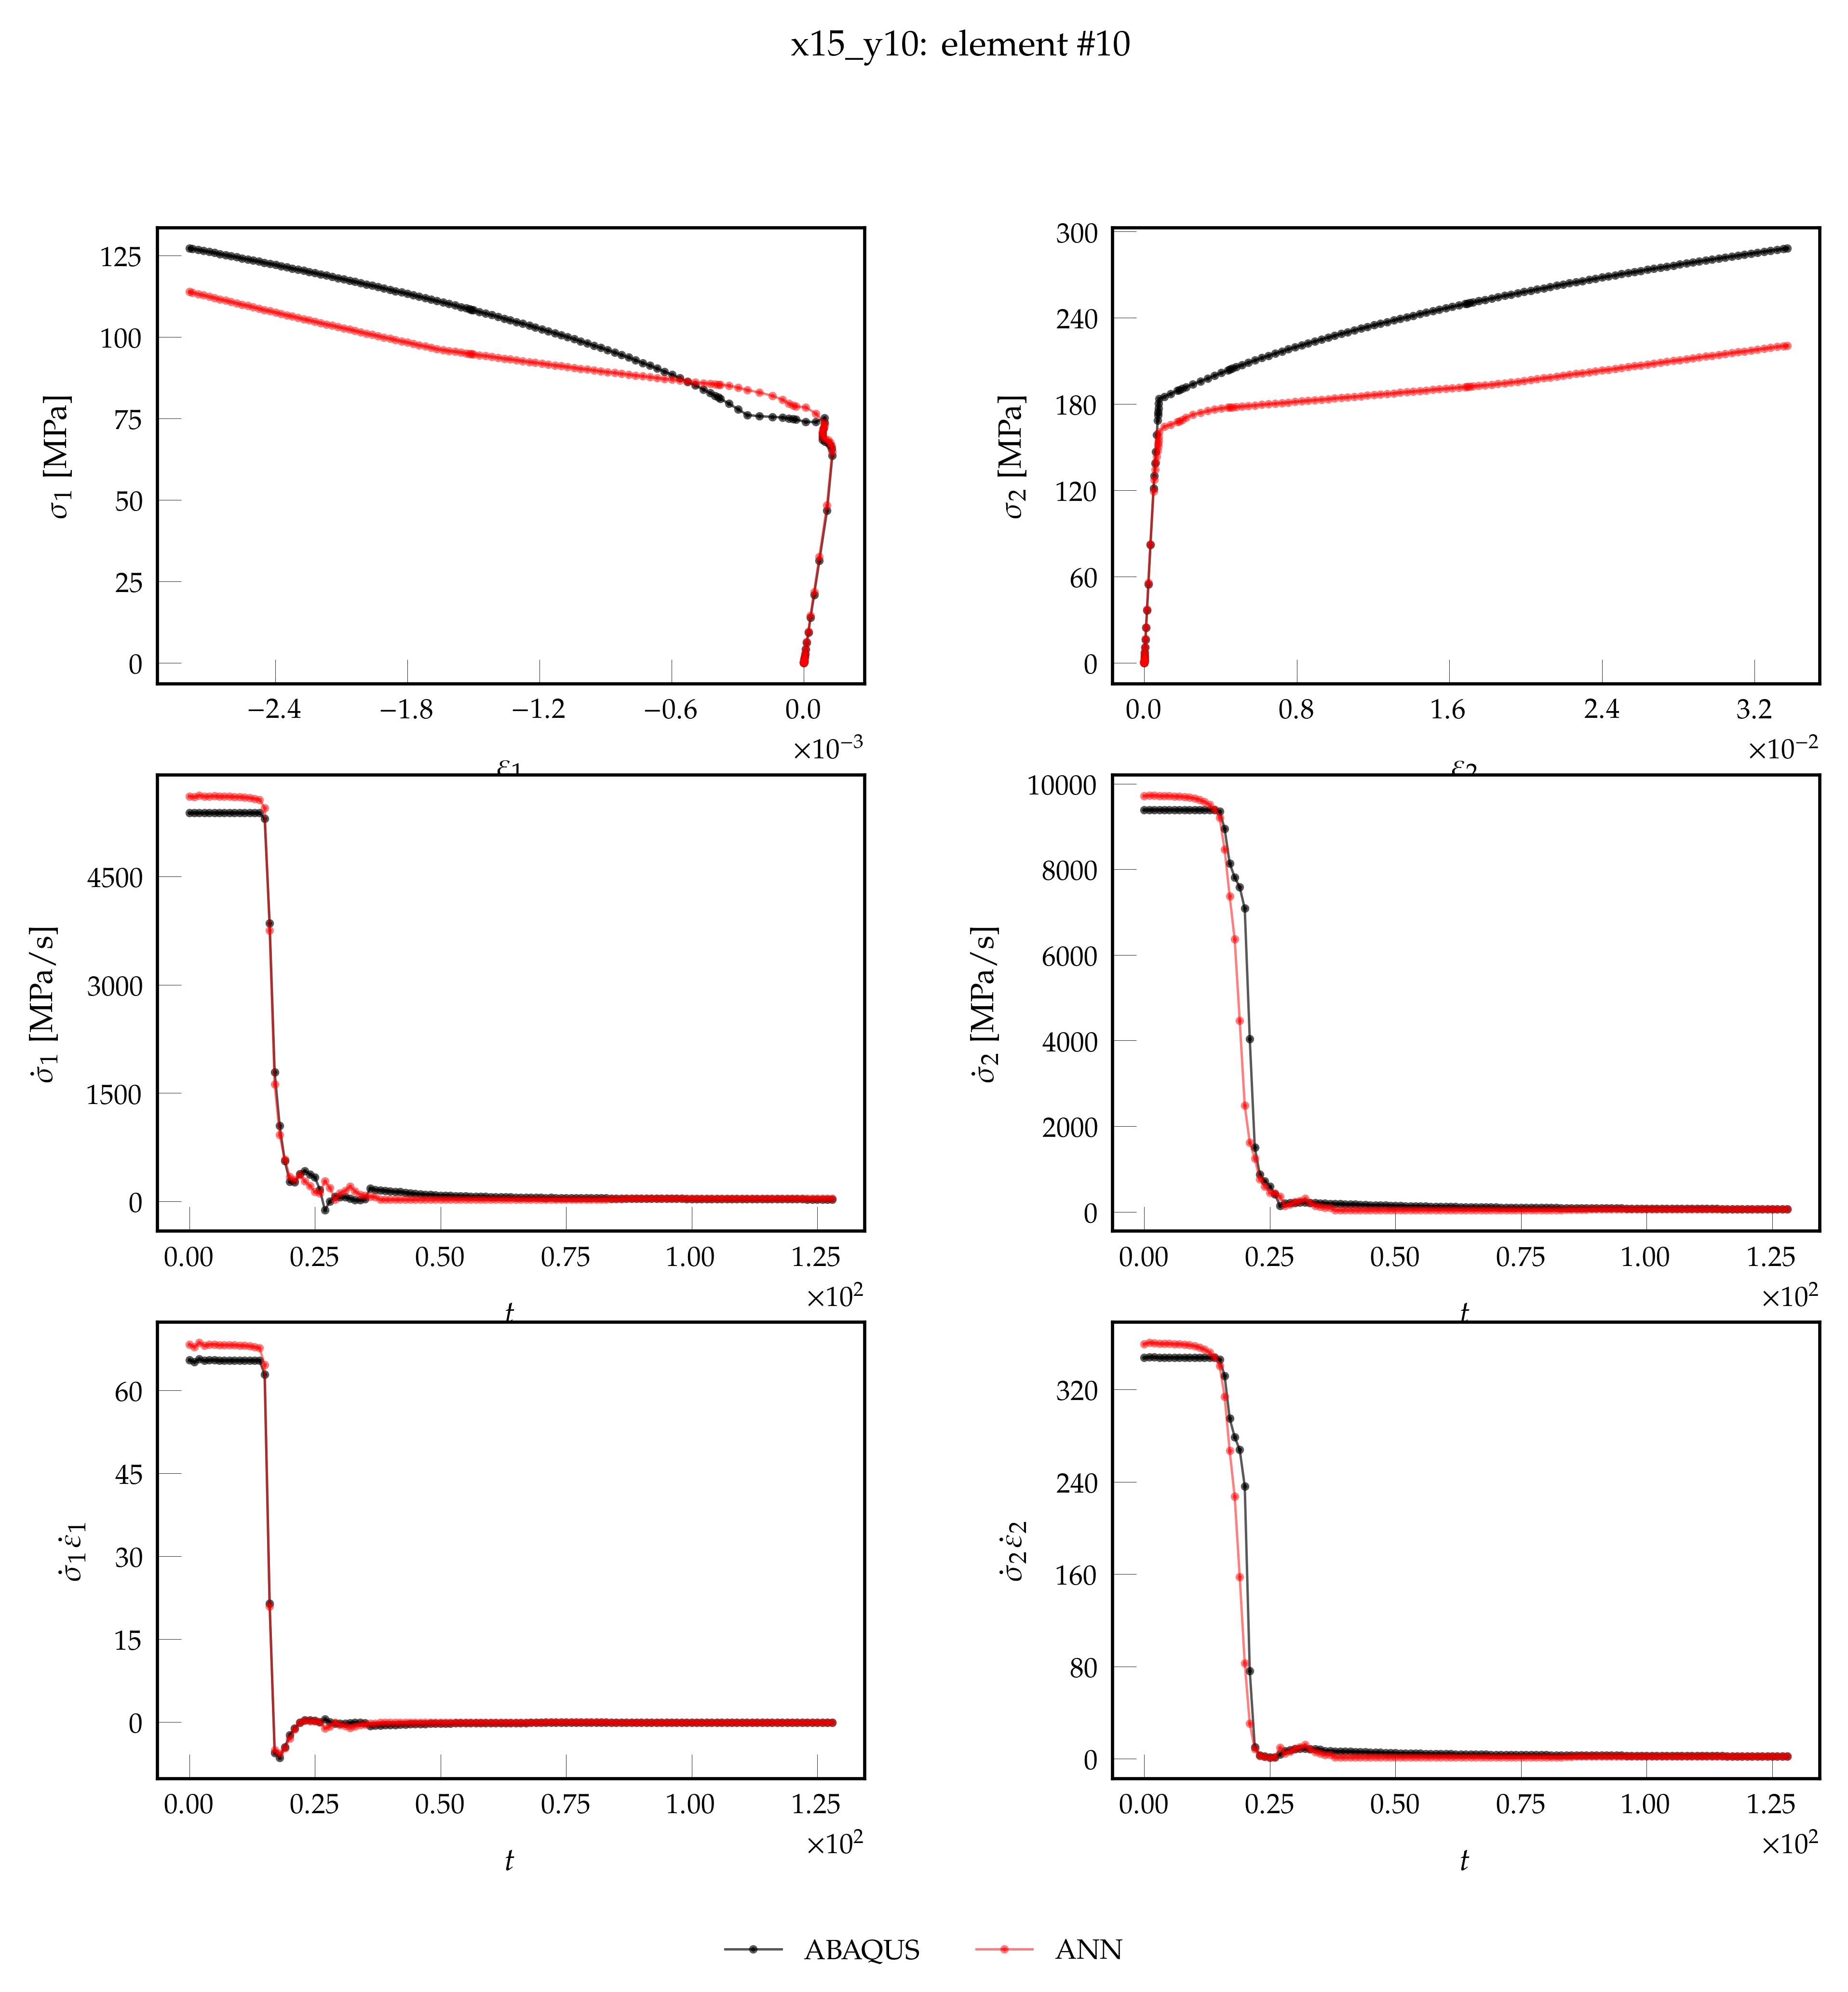 x15_y10: element #10
σ₁ [MPa]
125
100
75
50
25
0
−2.4 −1.8 −1.2 −0.6 0.0
×10⁻³
ε₁
σ₂ [MPa]
300
240
180
120
60
0
0.0 0.8 1.6 2.4 3.2
×10⁻²
ε₂
σ̇₁ [MPa/s]
4500
3000
1500
0
0.00 0.25 0.50 0.75 1.00 1.25
×10²
t
σ̇₂ [MPa/s]
10000
8000
6000
4000
2000
0
0.00 0.25 0.50 0.75 1.00 1.25
×10²
t
σ̇₁ε̇₁
60
45
30
15
0
0.00 0.25 0.50 0.75 1.00 1.25
×10²
t
σ̇₂ε̇₂
320
240
160
80
0
0.00 0.25 0.50 0.75 1.00 1.25
×10²
t
ABAQUS ANN